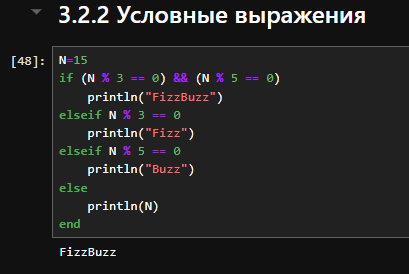 3.2.2 Условные выражения
[48]: N=15
if (N % 3 == 0) && (N % 5 == 0)
    println("FizzBuzz")
elseif N % 3 == 0
    println("Fizz")
elseif N % 5 == 0
    println("Buzz")
else
    println(N)
end
FizzBuzz